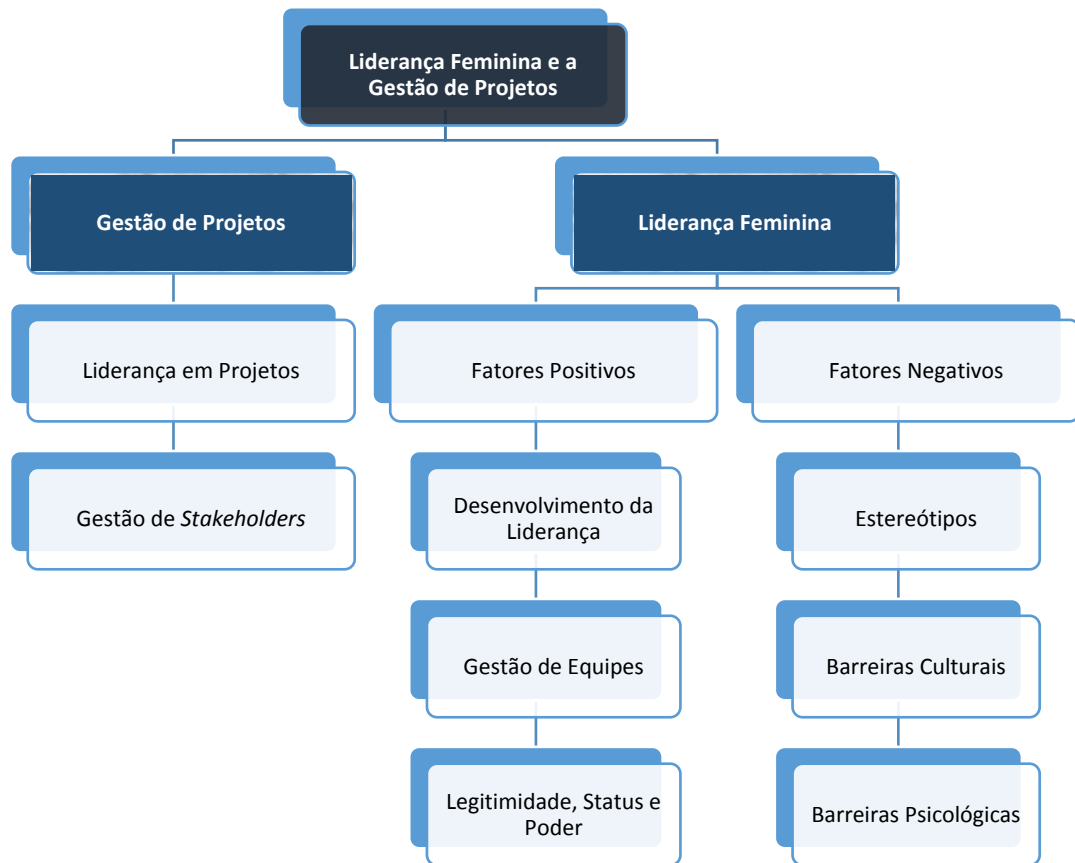 Liderança Feminina e a
Gestão de Projetos
Gestão de Projetos
Liderança Feminina
Liderança em Projetos
Fatores Positivos
Fatores Negativos
Gestão de Stakeholders
Desenvolvimento da
Liderança
Estereótipos
Gestão de Equipes
Barreiras Culturais
Legitimidade, Status e
Poder
Barreiras Psicológicas